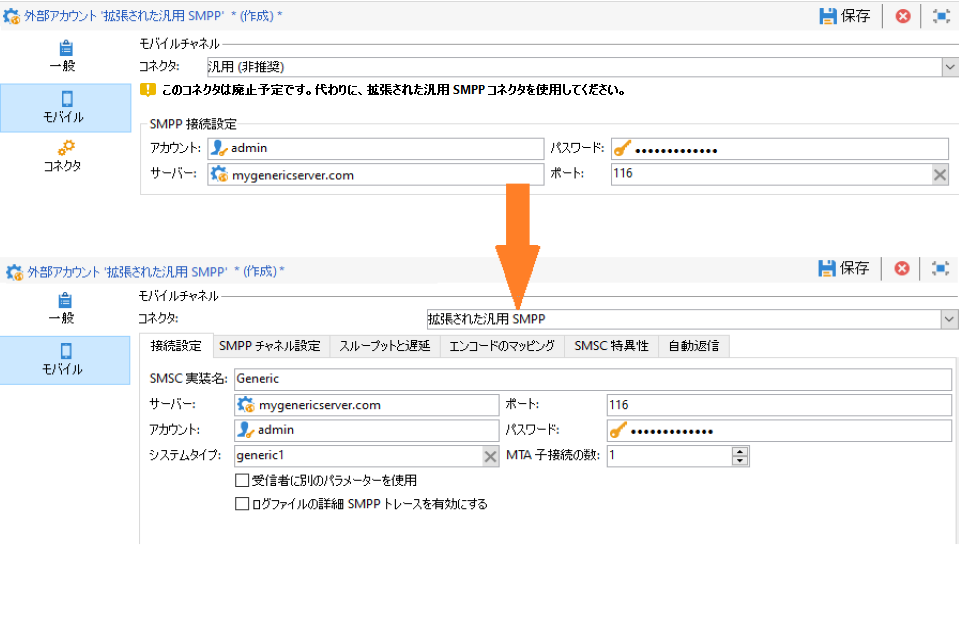 外部アカウント '拡張された汎用 SMPP' * (作成) *
保存
一般
モバイル
コネクタ
モバイルチャネル
コネクタ: 汎用 (非推奨)
このコネクタは廃止予定です。代わりに、拡張された汎用 SMPP コネクタを使用してください。
SMPP 接続設定
アカウント: admin パスワード: •••••••••••••
サーバー: mygenericserver.com ポート: 116
外部アカウント '拡張された汎用 SMPP' * (作成) *
保存
一般
モバイル
モバイルチャネル
コネクタ: 拡張された汎用 SMPP
接続設定 SMPP チャネル設定 スループットと遅延 エンコードのマッピング SMSC 特異性 自動返信
SMSC 実装名: Generic
サーバー: mygenericserver.com ポート: 116
アカウント: admin パスワード: •••••••••••••
システムタイプ: generic1 MTA 子接続の数: 1
受信者に別のパラメーターを使用
ログファイルの詳細 SMPP トレースを有効にする